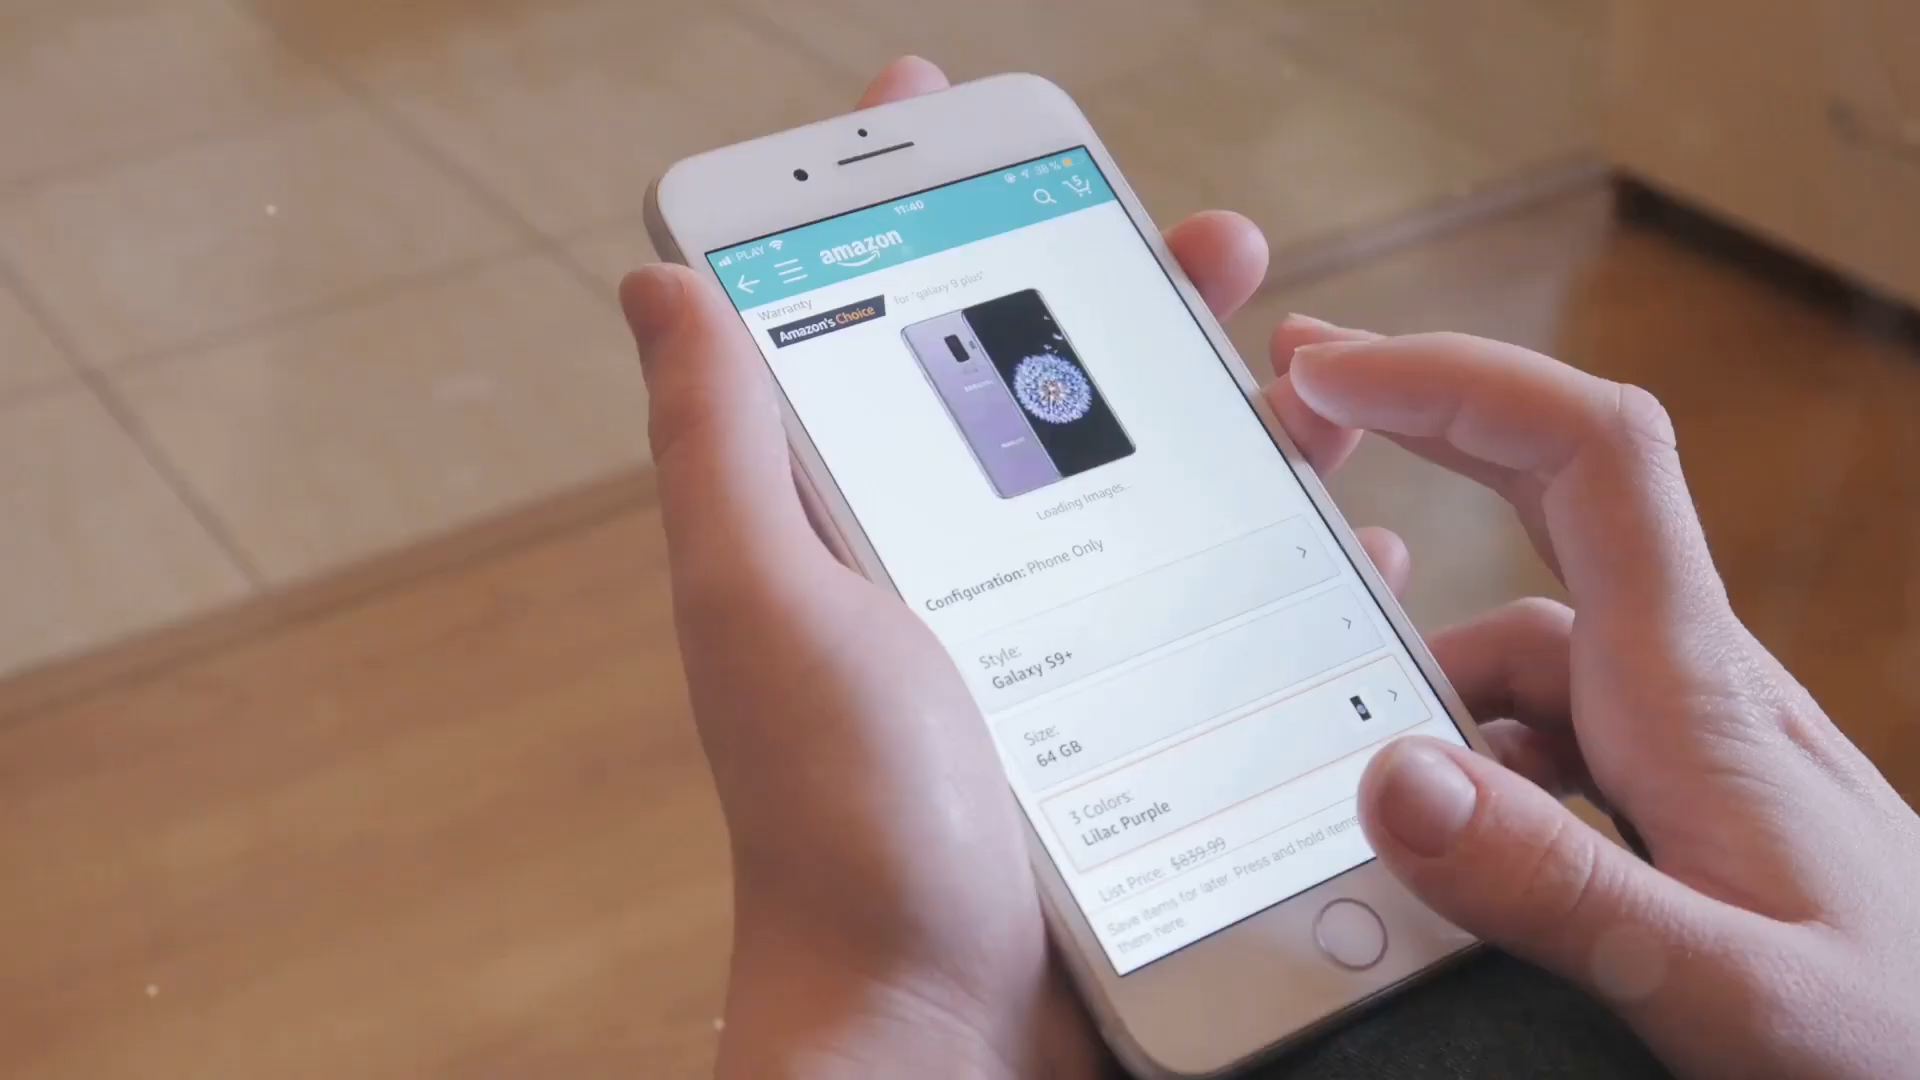 PLAY
11:40
38 %
5
amazon
Warranty
Amazon's Choice
for "galaxy 9 plus"
SAMSUNG
Loading Images...
Configuration: Phone Only
Style:
Galaxy S9+
Size:
64 GB
3 Colors:
Lilac Purple
List Price: $839.99
Save items for later. Press and hold items
them here.